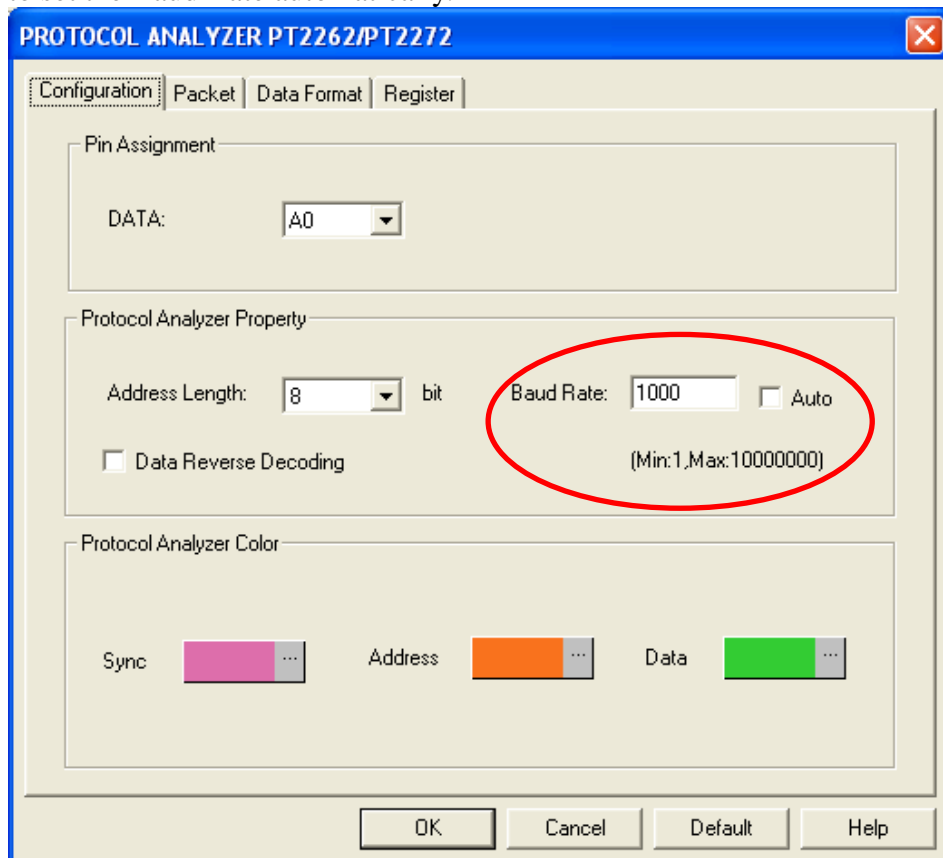 PROTOCOL ANALYZER PT2262/PT2272
Configuration Packet Data Format Register
Pin Assignment
DATA: A0
Protocol Analyzer Property
Address Length: 8 bit Baud Rate: 1000 Auto
Data Reverse Decoding (Min:1,Max:10000000)
Protocol Analyzer Color
Sync ... Address ... Data ...
OK Cancel Default Help